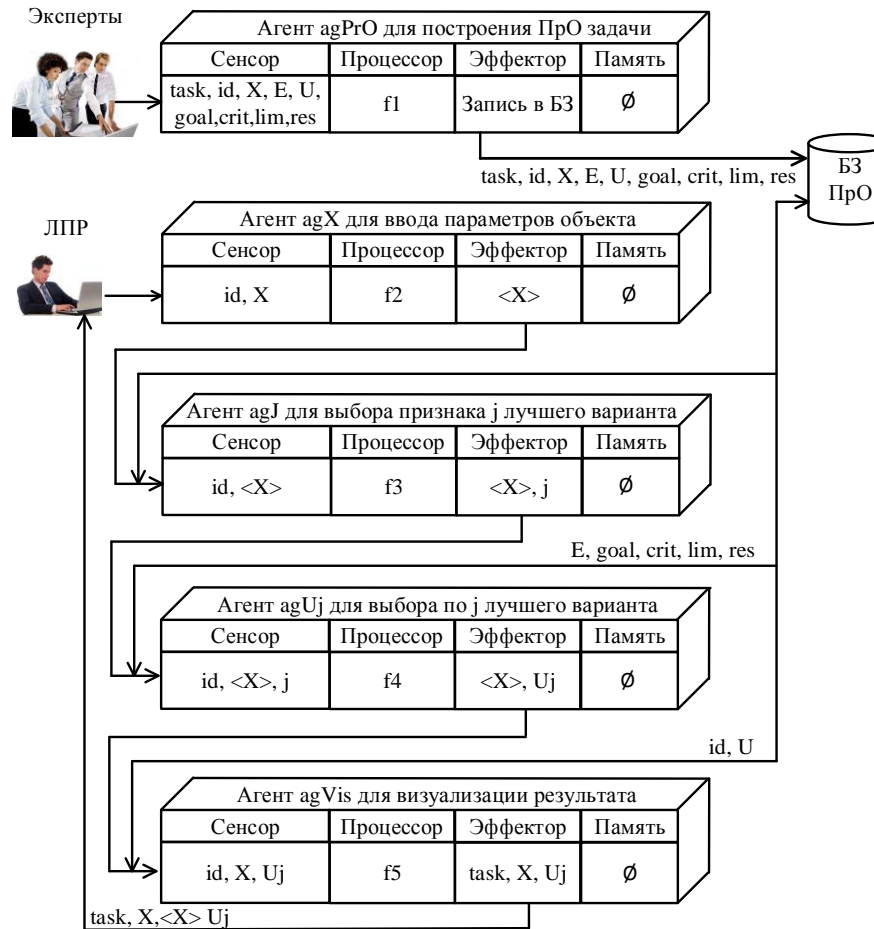 Эксперты
Агент agPrO для построения ПрО задачи
Сенсор Процессор Эффектор Память
task, id, X, E, U,
goal,crit,lim,res
f1 Запись в БЗ Ø
task, id, X, E, U, goal, crit, lim, res
БЗ
ПрО
ЛПР
Агент agX для ввода параметров объекта
Сенсор Процессор Эффектор Память
id, X f2 <X> Ø
Агент agJ для выбора признака j лучшего варианта
Сенсор Процессор Эффектор Память
id, <X> f3 <X>, j Ø
E, goal, crit, lim, res
Агент agUj для выбора по j лучшего варианта
Сенсор Процессор Эффектор Память
id, <X>, j f4 <X>, Uj Ø
id, U
Агент agVis для визуализации результата
Сенсор Процессор Эффектор Память
id, X, Uj f5 task, X, Uj Ø
task, X,<X> Uj